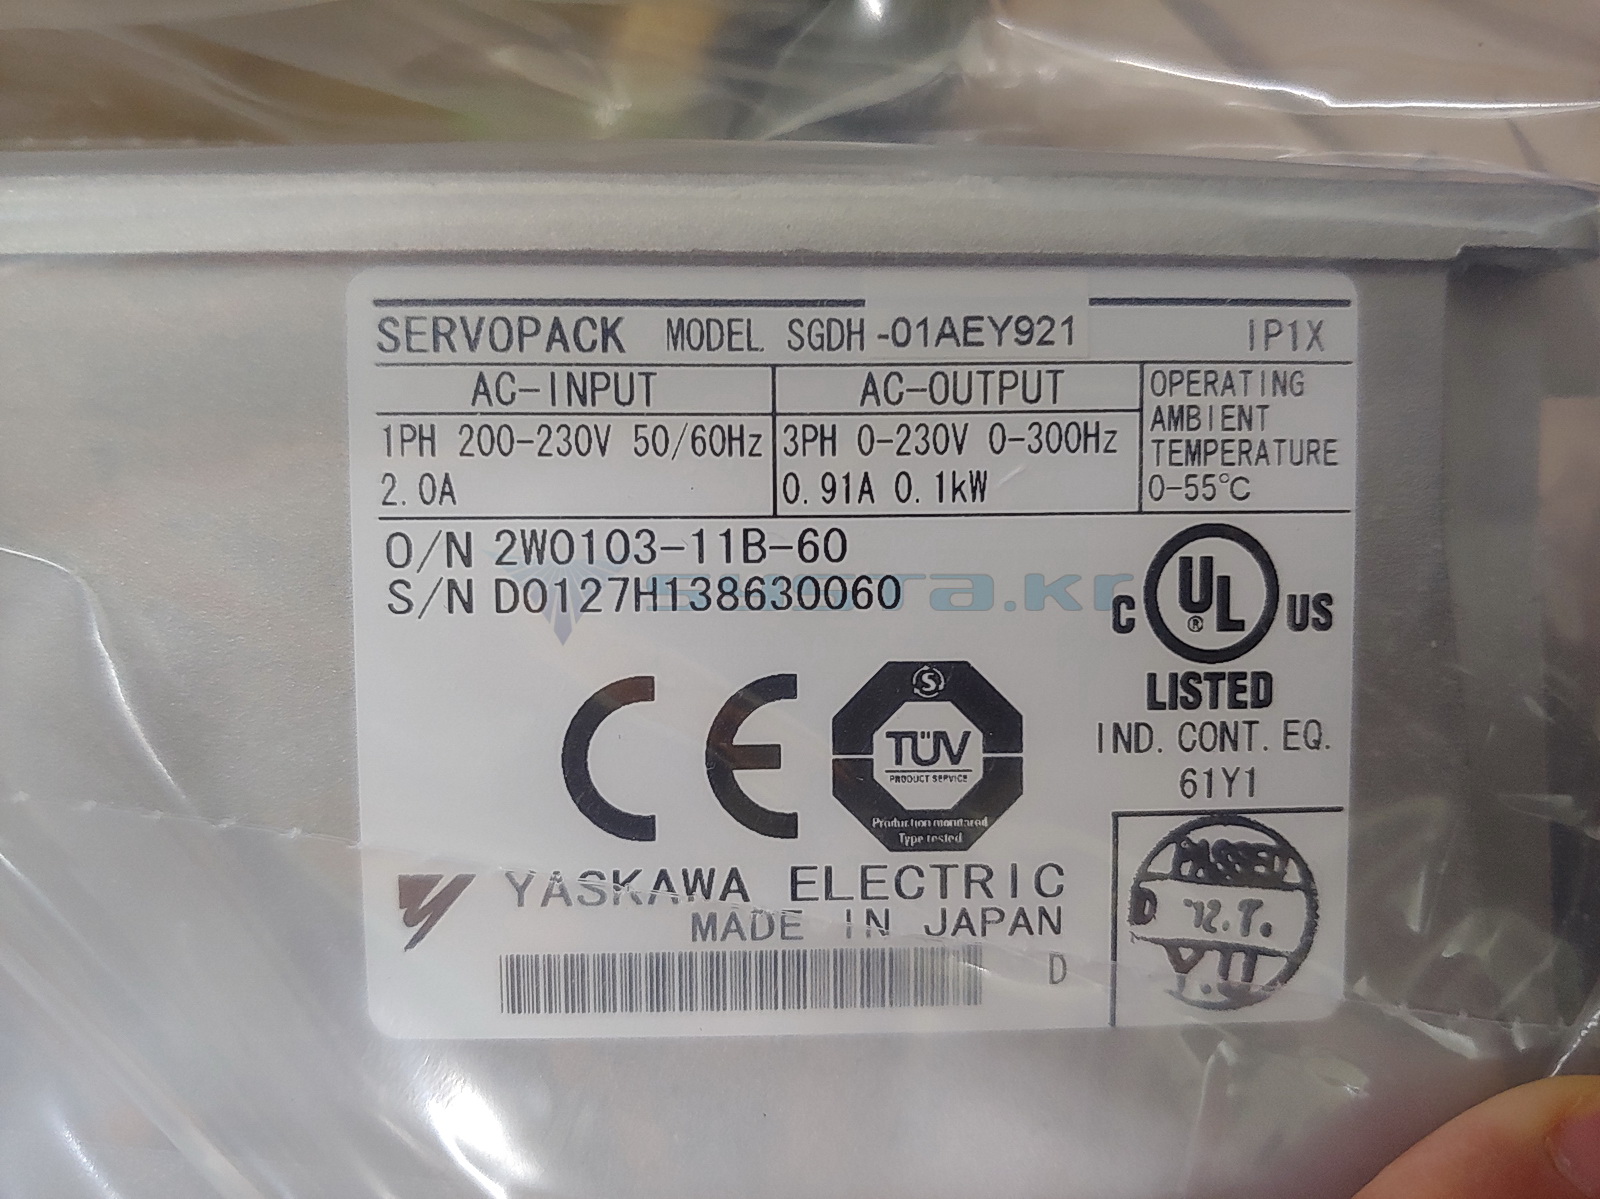 SERVOPACK MODEL SGDH-01AEY921 IP1X
AC-INPUT
1PH 200-230V 50/60Hz
2.0A
AC-OUTPUT
3PH 0-230V 0-300Hz
0.91A 0.1kW
OPERATING
AMBIENT
TEMPERATURE
0-55°C
O/N 2W0103-11B-60
S/N D0127H138630060
susta.kr
C UL® US
LISTED
IND. CONT. EQ.
61Y1
CE
S
TÜV
PRODUCT SERVICE
Production monitored
Type tested
YASKAWA ELECTRIC
MADE IN JAPAN
D
PASSED
D
Y.U